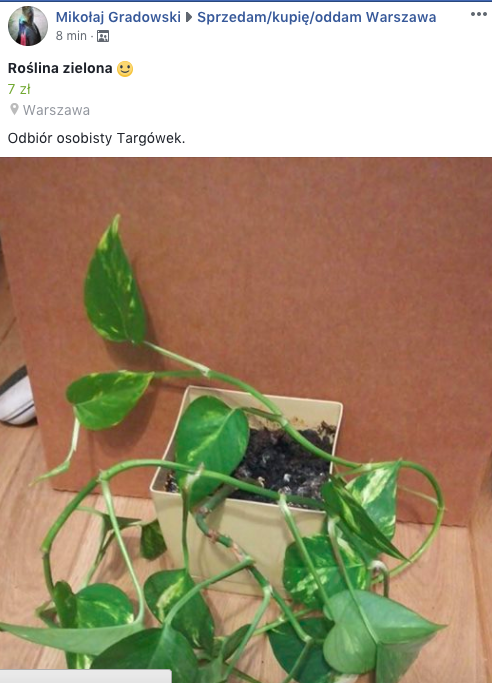 Mikołaj Gradowski ▸ Sprzedam/kupię/oddam Warszawa
8 min ·
Roślina zielona 🙂
7 zł
Warszawa
Odbiór osobisty Targówek.